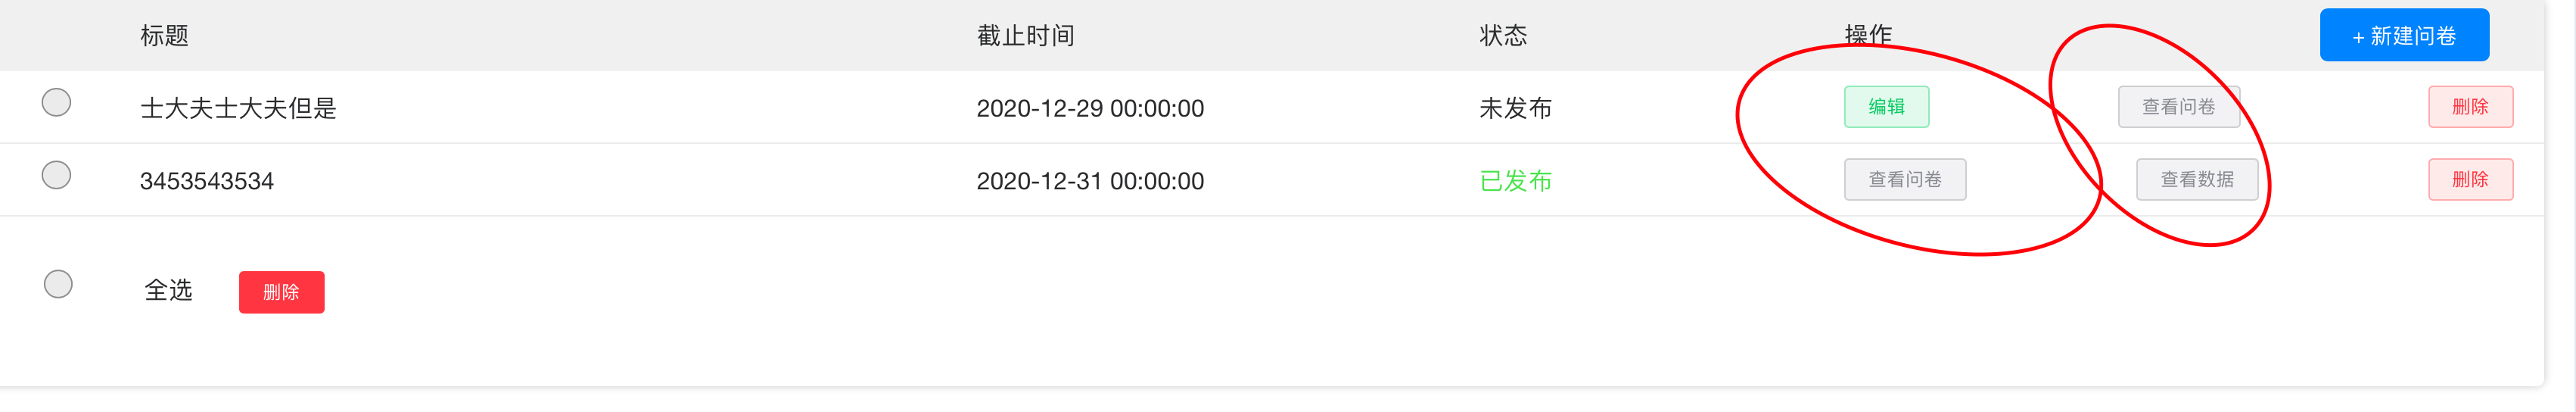 标题 截止时间 状态 操作 + 新建问卷
士大夫士大夫但是 2020-12-29 00:00:00 未发布 编辑 查看问卷 删除
3453543534 2020-12-31 00:00:00 已发布 查看问卷 查看数据 删除
全选 删除